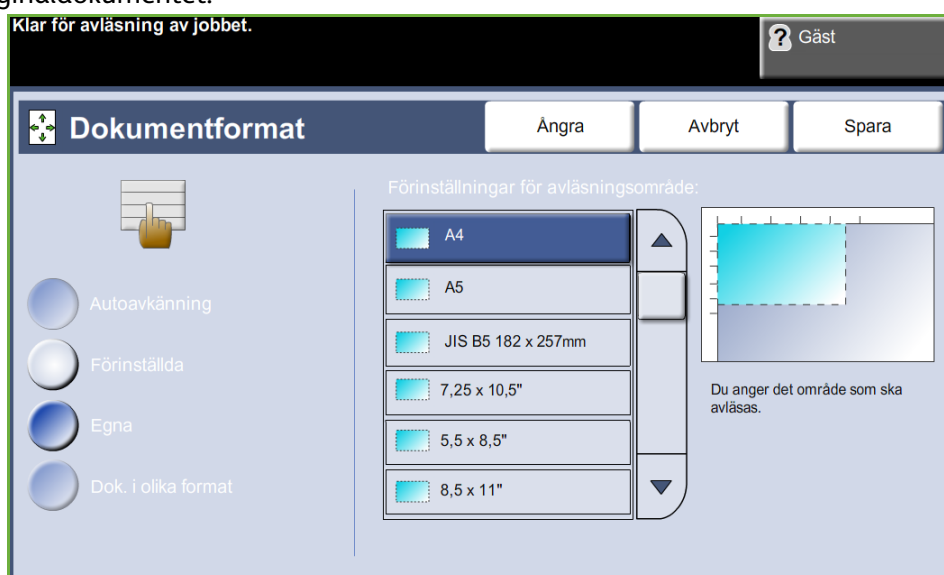 ginaldokumentet.
Klar för avläsning av jobbet.
? Gäst
Dokumentformat
Ångra
Avbryt
Spara
Förinställningar för avläsningsområde:
Autoavkänning
Förinställda
Egna
Dok. i olika format
A4
A5
JIS B5 182 x 257mm
7,25 x 10,5"
5,5 x 8,5"
8,5 x 11"
Du anger det område som ska
avläsas.